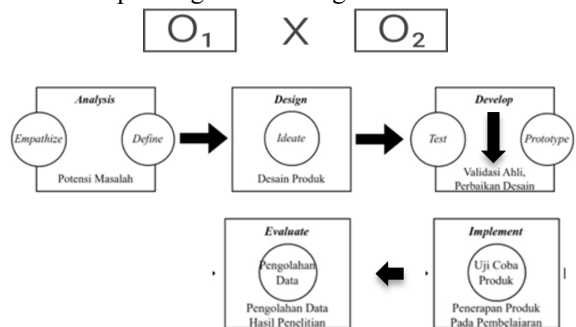 O₁ X O₂
Analysis
Empathize
Define
Potensi Masalah
Design
Ideate
Desain Produk
Develop
Test
Prototype
Validasi Ahli,
Perbaikan Desain
Evaluate
Pengolahan
Data
Pengolahan Data
Hasil Penelitian
Implement
Uji Coba
Produk
Penerapan Produk
Pada Pembelajaran